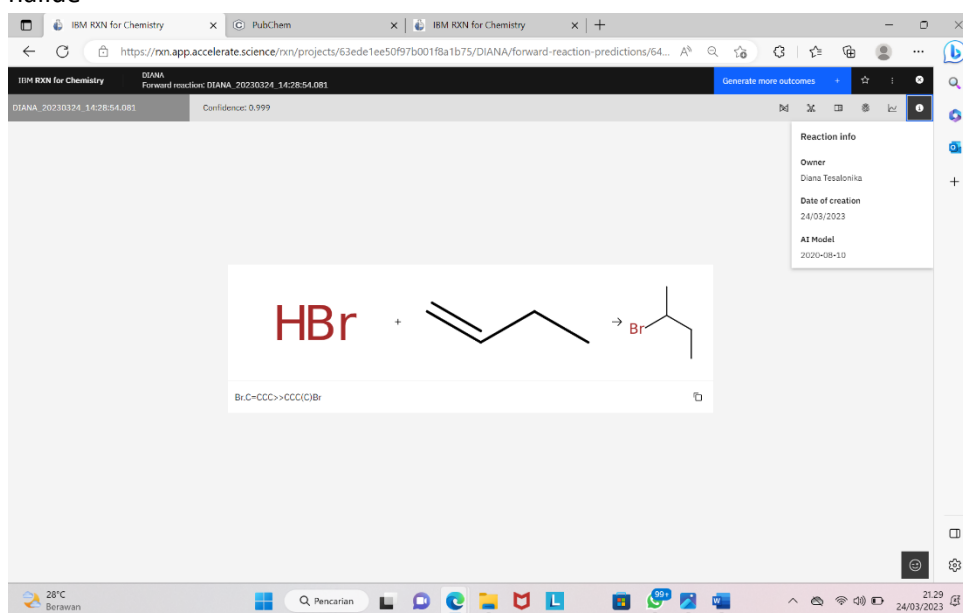 IBM RXN for Chemistry
PubChem
IBM RXN for Chemistry
https://rxn.app.accelerate.science/rxn/projects/63ede1ee50f97b001f8a1b75/DIANA/forward-reaction-predictions/64...
IBM RXN for Chemistry
DIANA
Forward reaction: DIANA_20230324_14:28:54.081
Generate more outcomes +
DIANA_20230324_14:28:54.081
Confidence: 0.999
Reaction info
Owner
Diana Tesalonika
Date of creation
24/03/2023
AI Model
2020-08-10
HBr + → Br
Br.C=CCC>>CCC(C)Br
28°C
Berawan
Pencarian
99+
21.29
24/03/2023